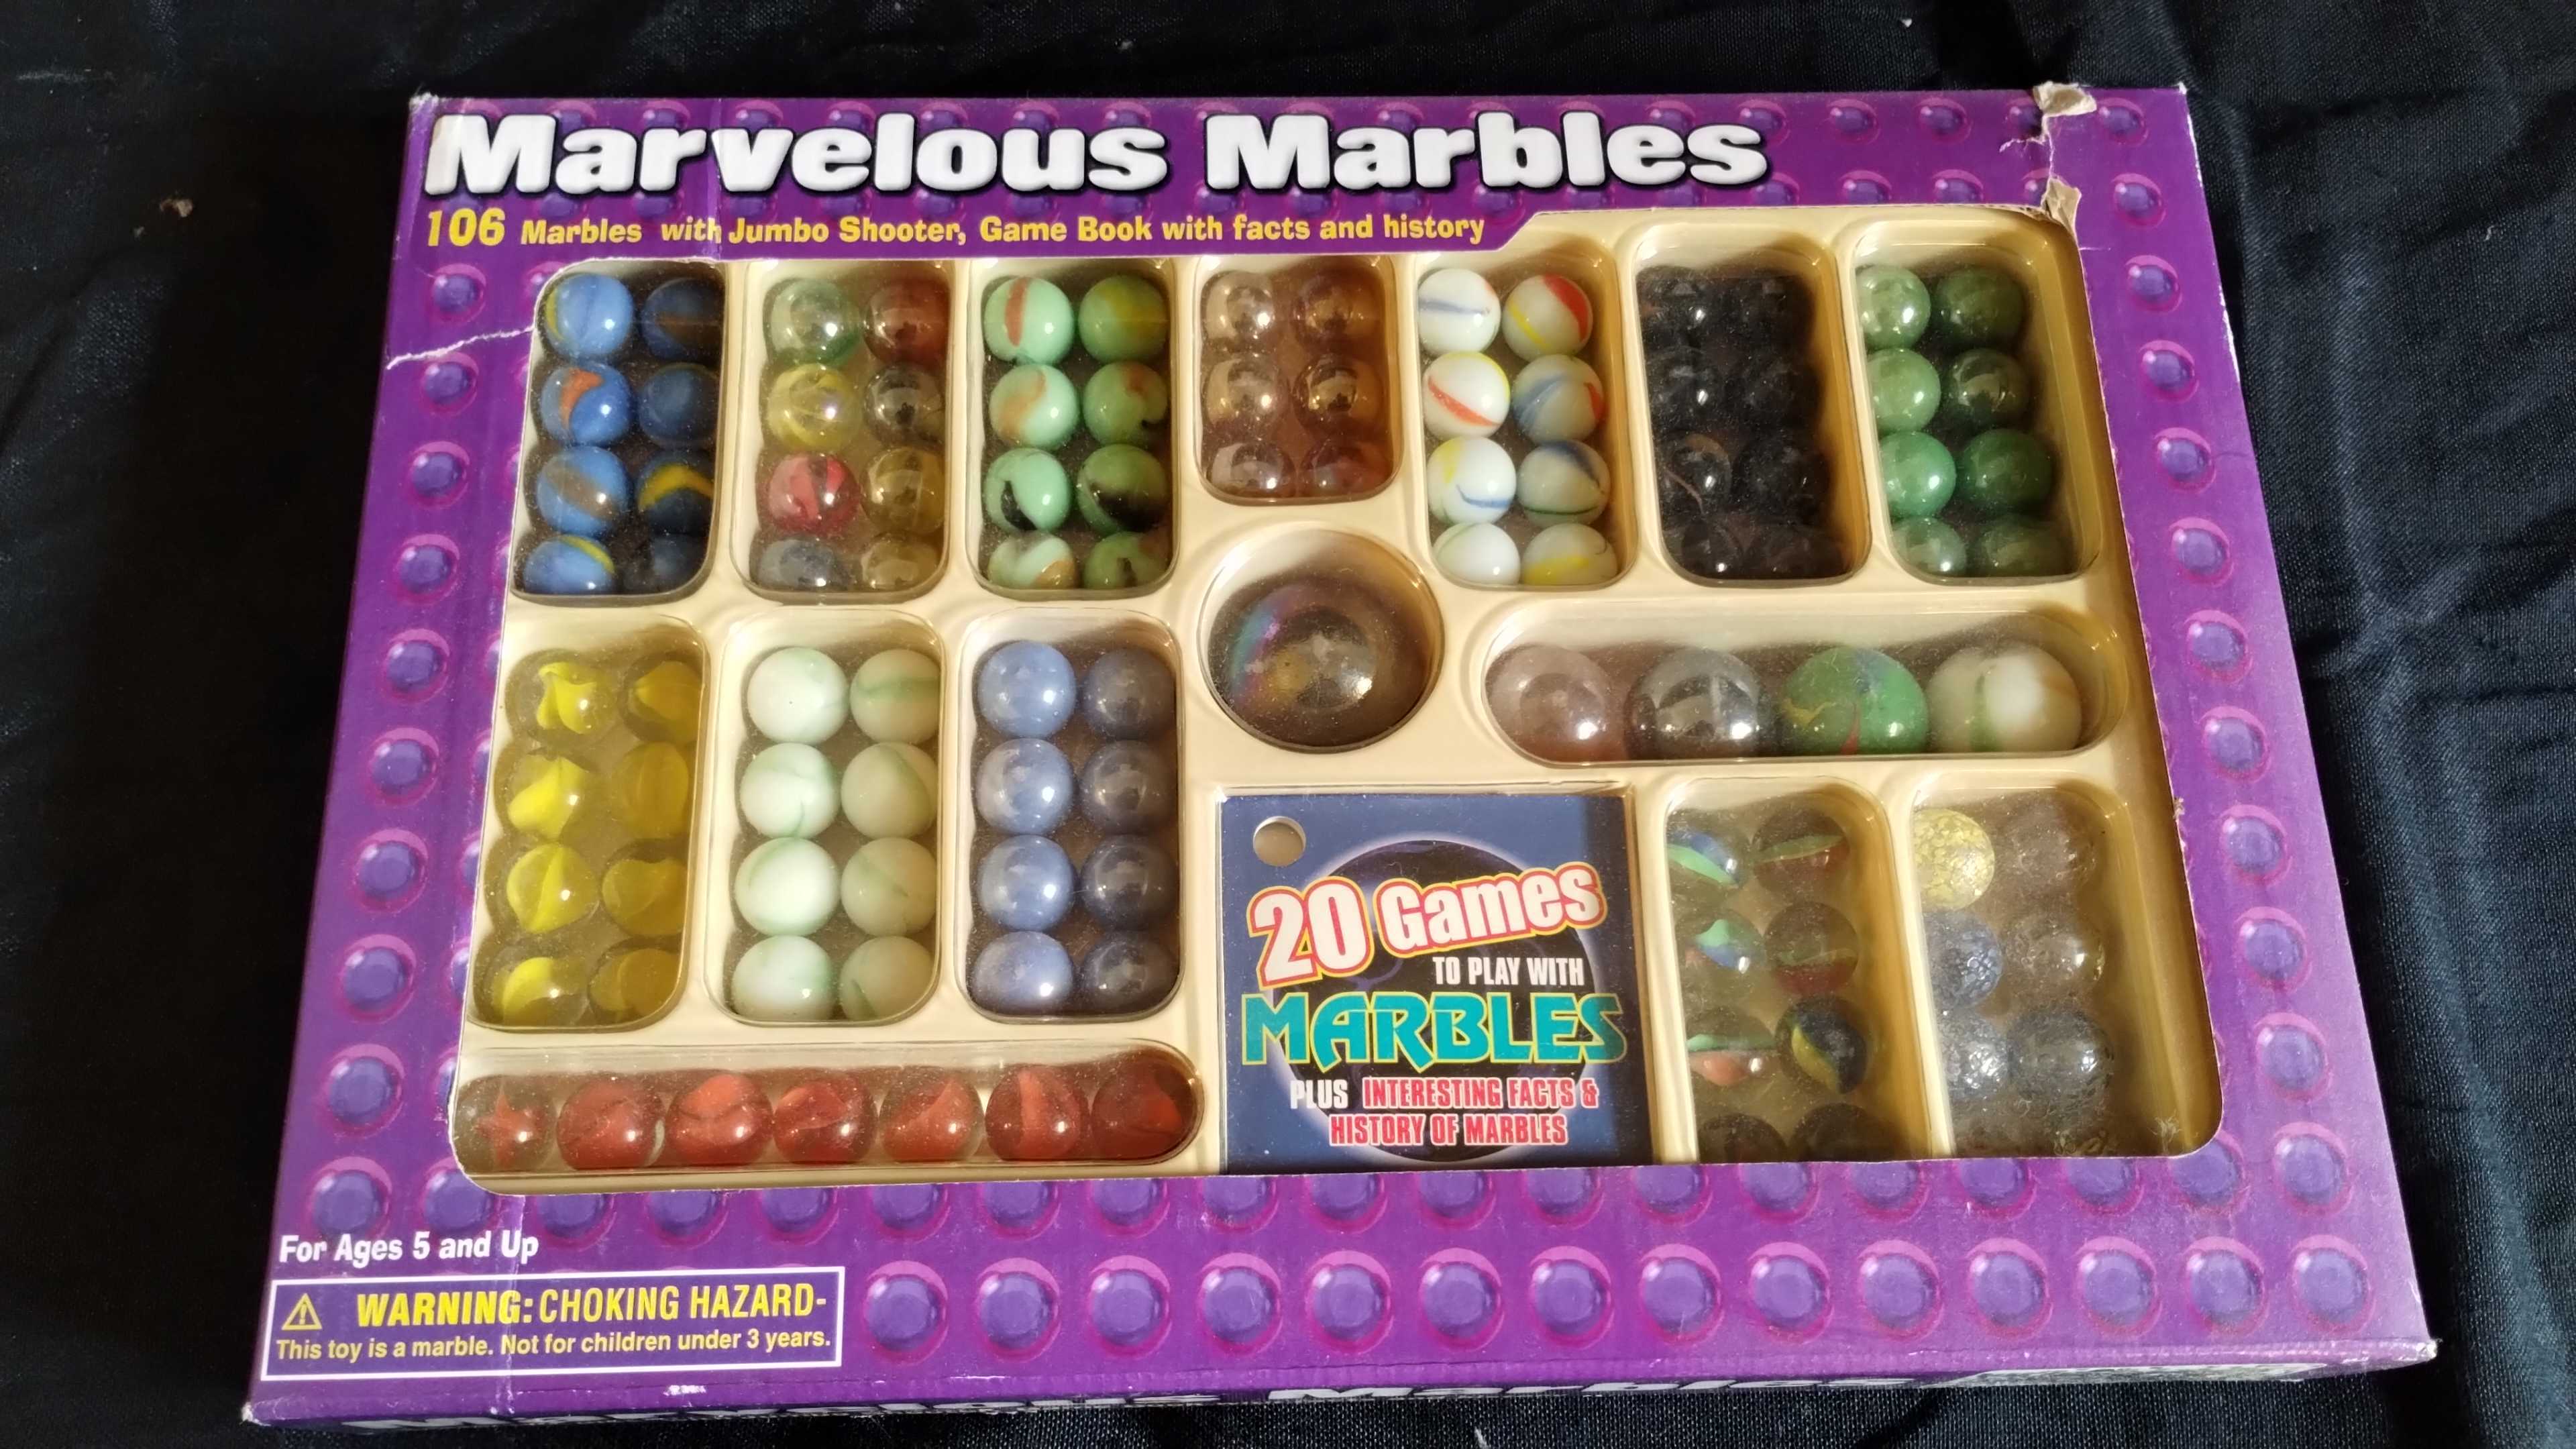 Marvelous Marbles
106 Marbles with Jumbo Shooter, Game Book with facts and history
20 Games
TO PLAY WITH
MARBLES
PLUS INTERESTING FACTS &
HISTORY OF MARBLES
For Ages 5 and Up
WARNING: CHOKING HAZARD-
This toy is a marble. Not for children under 3 years.